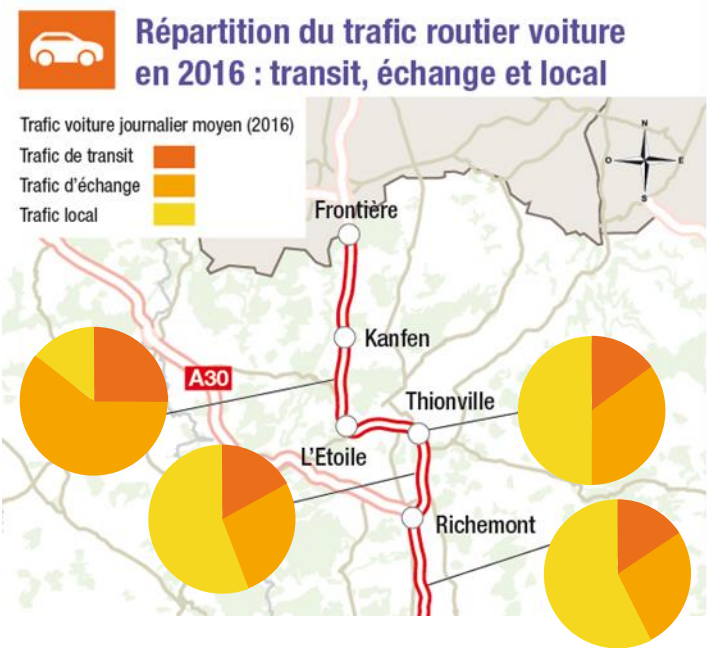 Répartition du trafic routier voiture
en 2016 : transit, échange et local
Trafic voiture journalier moyen (2016)
Trafic de transit
Trafic d'échange
Trafic local
N
O
E
S
Frontière
Kanfen
A30
Thionville
L'Etoile
Richemont